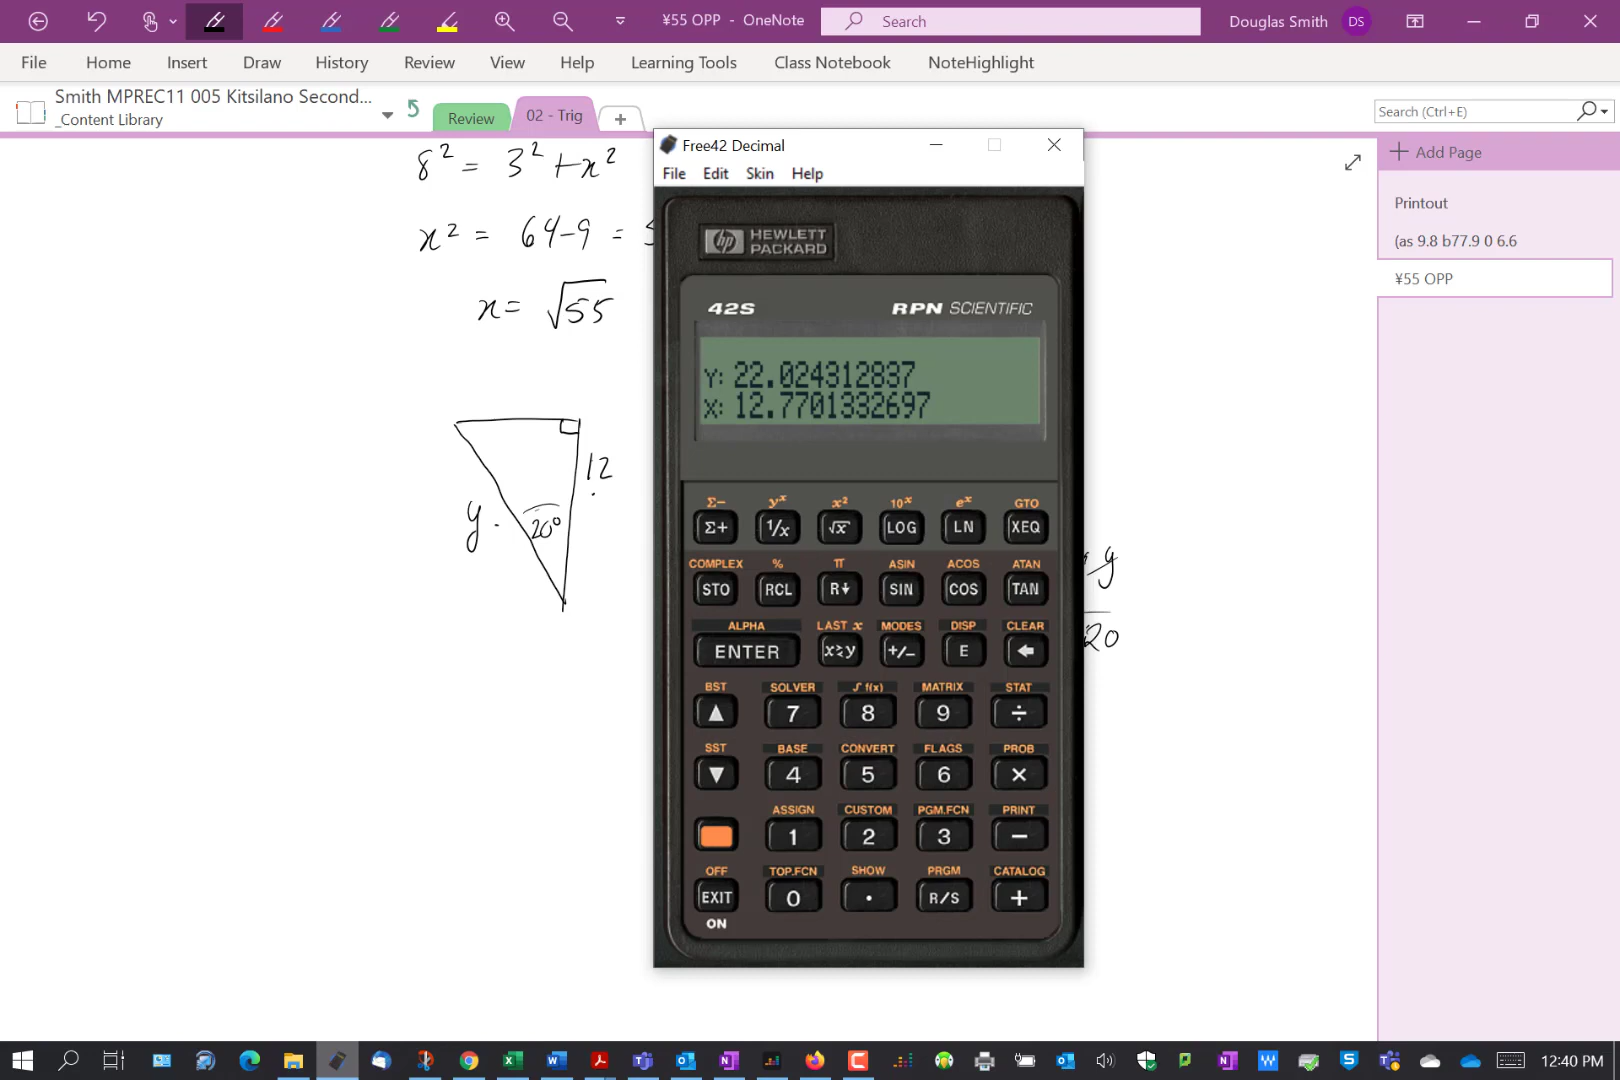 ¥55 OPP - OneNote
Search
Douglas Smith
DS
File Home Insert Draw History Review View Help Learning Tools Class Notebook NoteHighlight
Smith MPREC11 005 Kitsilano Second...
_Content Library
Review
02 - Trig
Search (Ctrl+E)
Add Page
Printout
(as 9.8 b77.9 0 6.6
¥55 OPP
8² = 3² + x²
x² = 64-9 =
x = √55
12
y
20°
y
20
Free42 Decimal
File Edit Skin Help
hp HEWLETT PACKARD
42S RPN SCIENTIFIC
Y: 22.024312837
X: 12.7701332697
Σ- yˣ x² 10ˣ eˣ GTO
Σ+ 1/x √x LOG LN XEQ
COMPLEX % π ASIN ACOS ATAN
STO RCL R↓ SIN COS TAN
ALPHA LAST x MODES DISP CLEAR
ENTER x≷y +/- E ←
BST SOLVER ∫f(x) MATRIX STAT
▲ 7 8 9 ÷
SST BASE CONVERT FLAGS PROB
▼ 4 5 6 ×
ASSIGN CUSTOM PGM.FCN PRINT
1 2 3 −
OFF TOP.FCN SHOW PRGM CATALOG
EXIT 0 . R/S +
ON
12:40 PM